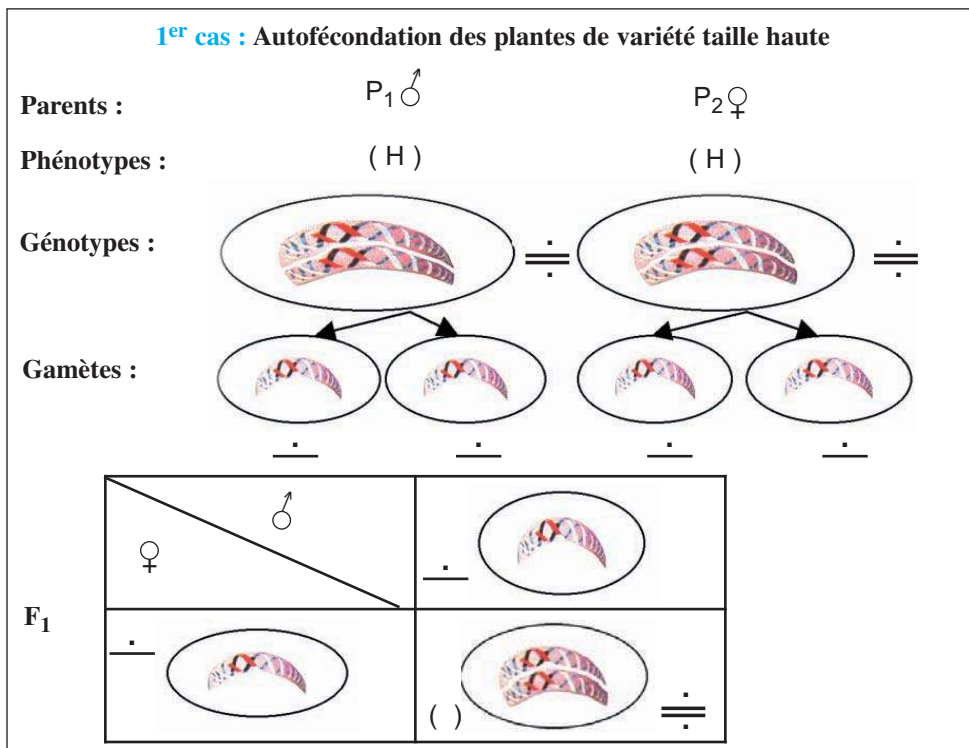 1er cas : Autofécondation des plantes de variété taille haute
Parents : P1 ♂ P2 ♀
Phénotypes : ( H ) ( H )
Génotypes :
Gamètes :
♂
♀
F1
( )